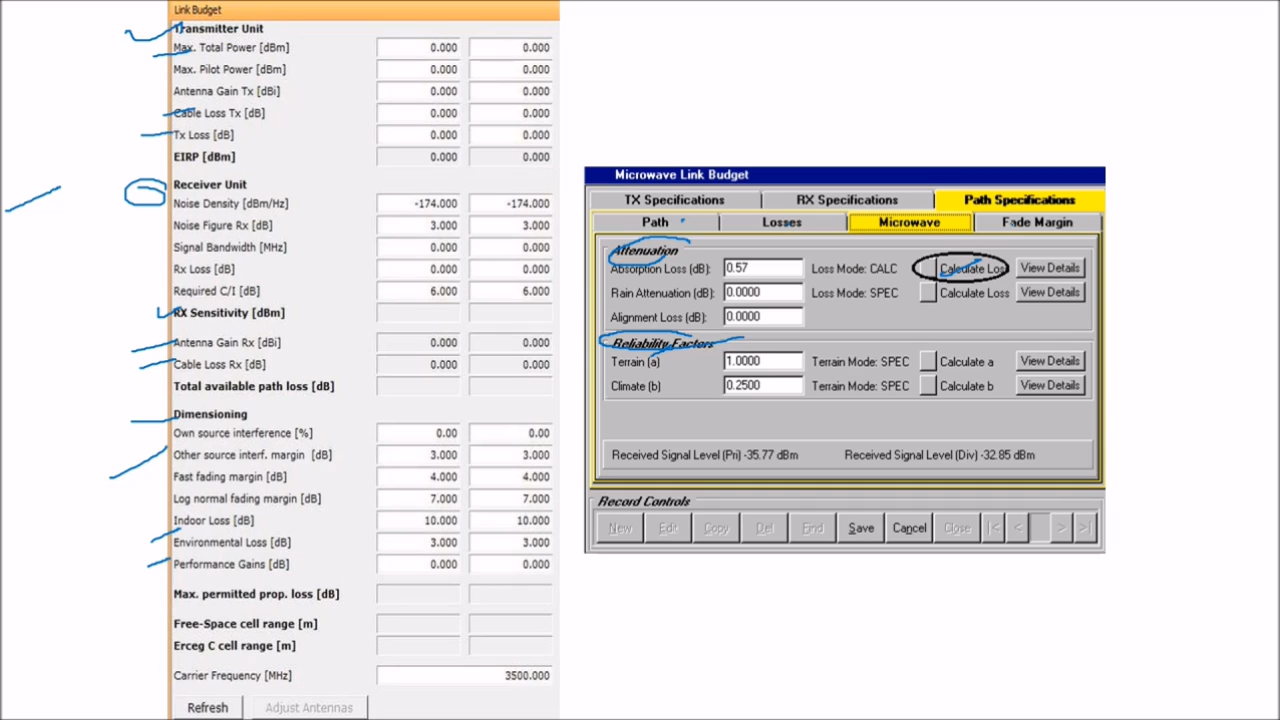 Link Budget
Transmitter Unit
Max. Total Power [dBm] 0.000 0.000
Max. Pilot Power [dBm] 0.000 0.000
Antenna Gain Tx [dBi] 0.000 0.000
Cable Loss Tx [dB] 0.000 0.000
Tx Loss [dB] 0.000 0.000
EIRP [dBm] 0.000 0.000
Receiver Unit
Noise Density [dBm/Hz] -174.000 -174.000
Noise Figure Rx [dB] 3.000 3.000
Signal Bandwidth [MHz] 0.000 0.000
Rx Loss [dB] 0.000 0.000
Required C/I [dB] 6.000 6.000
RX Sensitivity [dBm]
Antenna Gain Rx [dBi] 0.000 0.000
Cable Loss Rx [dB] 0.000 0.000
Total available path loss [dB]
Dimensioning
Own source interference [%] 0.00 0.00
Other source interf. margin [dB] 3.000 3.000
Fast fading margin [dB] 4.000 4.000
Log normal fading margin [dB] 7.000 7.000
Indoor Loss [dB] 10.000 10.000
Environmental Loss [dB] 3.000 3.000
Performance Gains [dB] 0.000 0.000
Max. permitted prop. loss [dB]
Free-Space cell range [m]
Erceg C cell range [m]
Carrier Frequency [MHz] 3500.000
Refresh Adjust Antennas
Microwave Link Budget
TX Specifications RX Specifications Path Specifications
Path Losses Microwave Fade Margin
Attenuation
Absorption Loss (dB): 0.57 Loss Mode: CALC Calculate Loss View Details
Rain Attenuation (dB): 0.0000 Loss Mode: SPEC Calculate Loss View Details
Alignment Loss (dB): 0.0000
Reliability Factors
Terrain (a) 1.0000 Terrain Mode: SPEC Calculate a View Details
Climate (b) 0.2500 Terrain Mode: SPEC Calculate b View Details
Received Signal Level (Pri) -35.77 dBm Received Signal Level (Div) -32.85 dBm
Record Controls
New Edit Copy Del Find Save Cancel Close |< < > >|